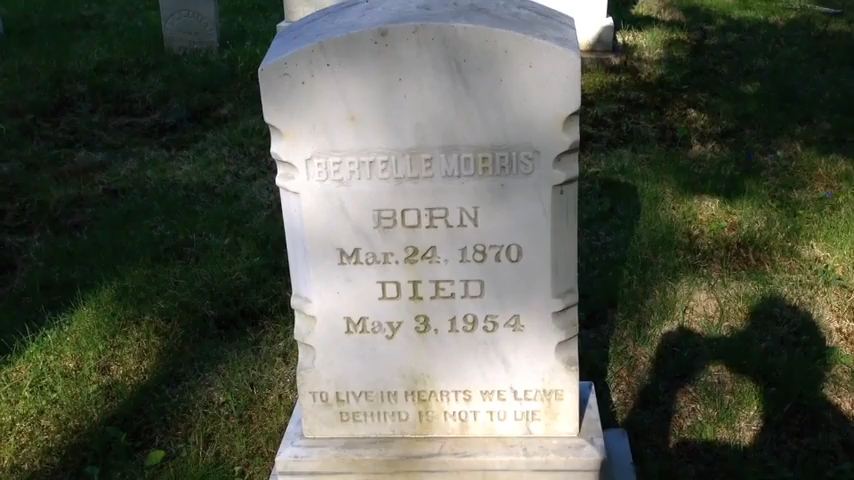 BERTELLE MORRIS
BORN
Mar. 24, 1870
DIED
May 3, 1954
TO LIVE IN HEARTS WE LEAVE
BEHIND IS NOT TO DIE